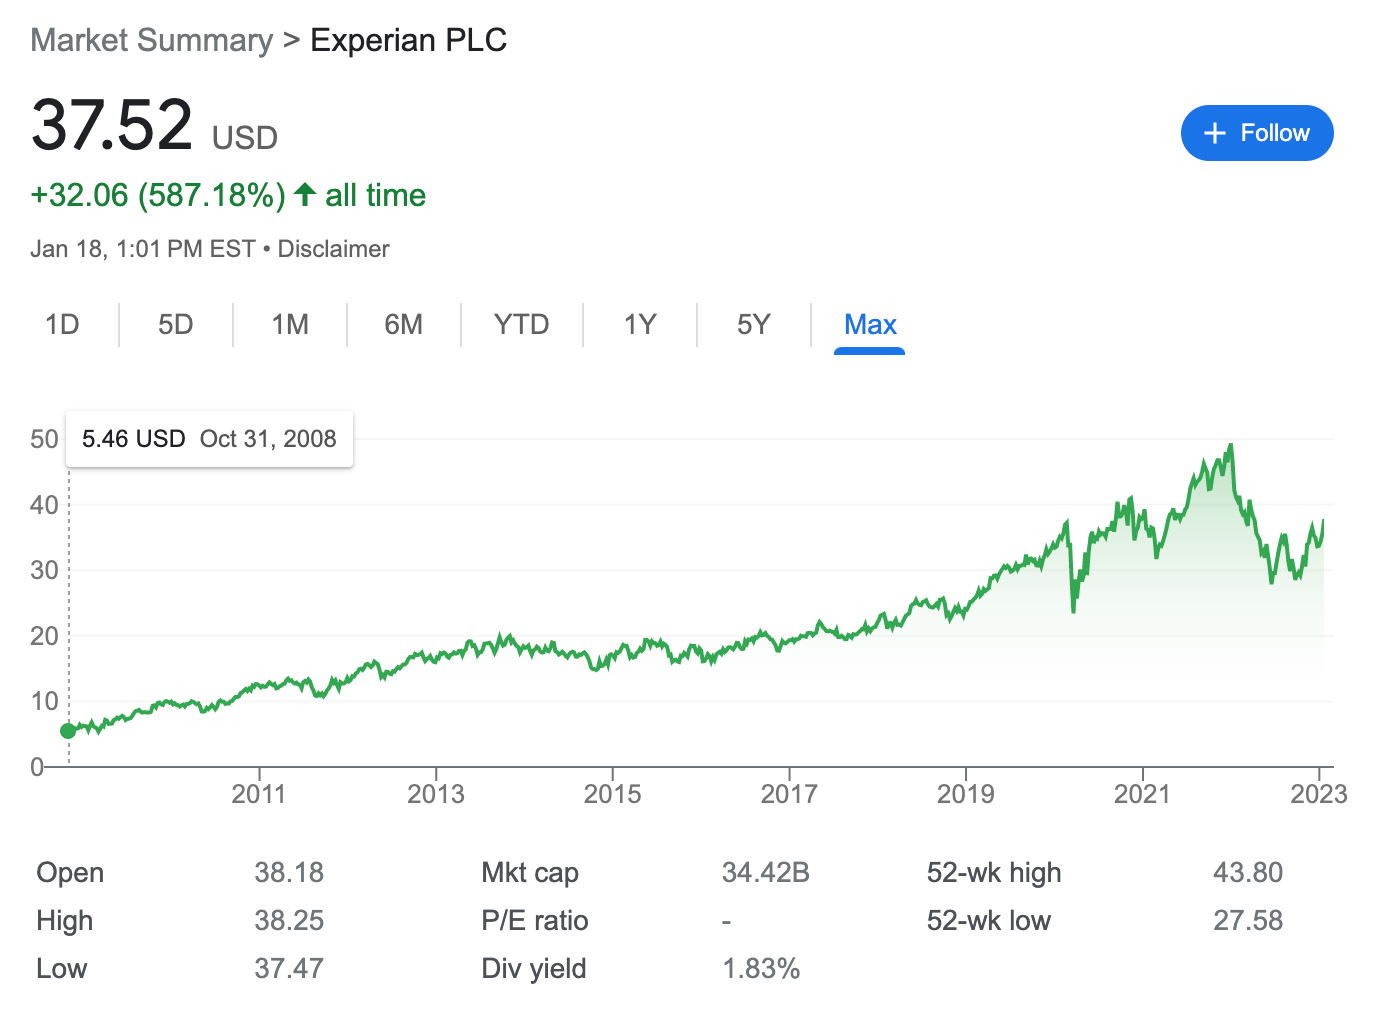 Market Summary > Experian PLC
37.52 USD
+ Follow
+32.06 (587.18%) ↑ all time
Jan 18, 1:01 PM EST • Disclaimer
1D 5D 1M 6M YTD 1Y 5Y Max
50
5.46 USD Oct 31, 2008
40
30
20
10
0
2011 2013 2015 2017 2019 2021 2023
Open 38.18 Mkt cap 34.42B 52-wk high 43.80
High 38.25 P/E ratio - 52-wk low 27.58
Low 37.47 Div yield 1.83%